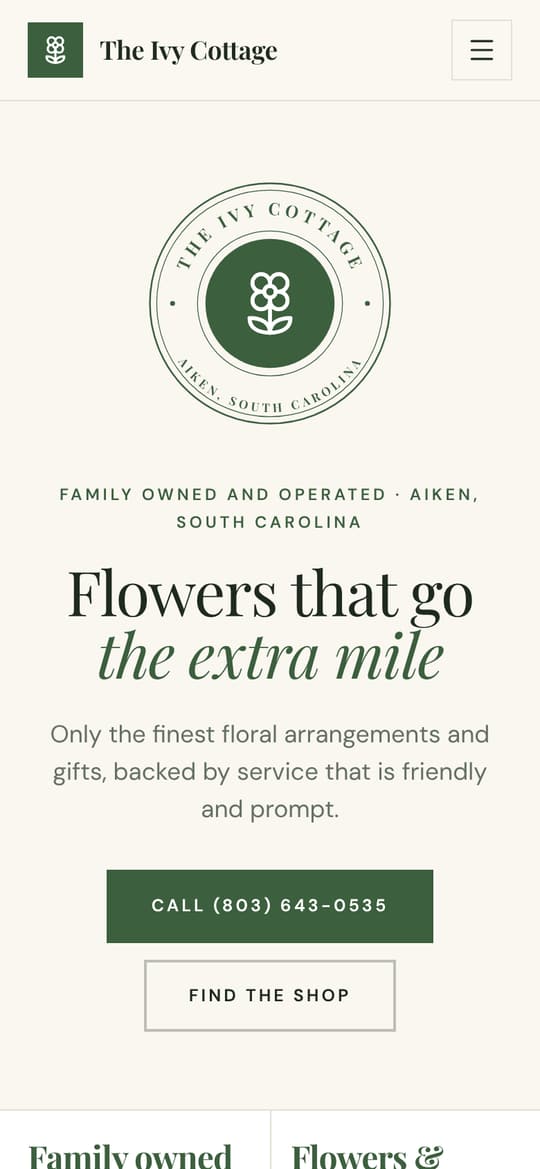 The Ivy Cottage
THE IVY COTTAGE
AIKEN, SOUTH CAROLINA
FAMILY OWNED AND OPERATED · AIKEN,
SOUTH CAROLINA
Flowers that go
the extra mile
Only the finest floral arrangements and
gifts, backed by service that is friendly
and prompt.
CALL (803) 643-0535
FIND THE SHOP
Family owned
Flowers &